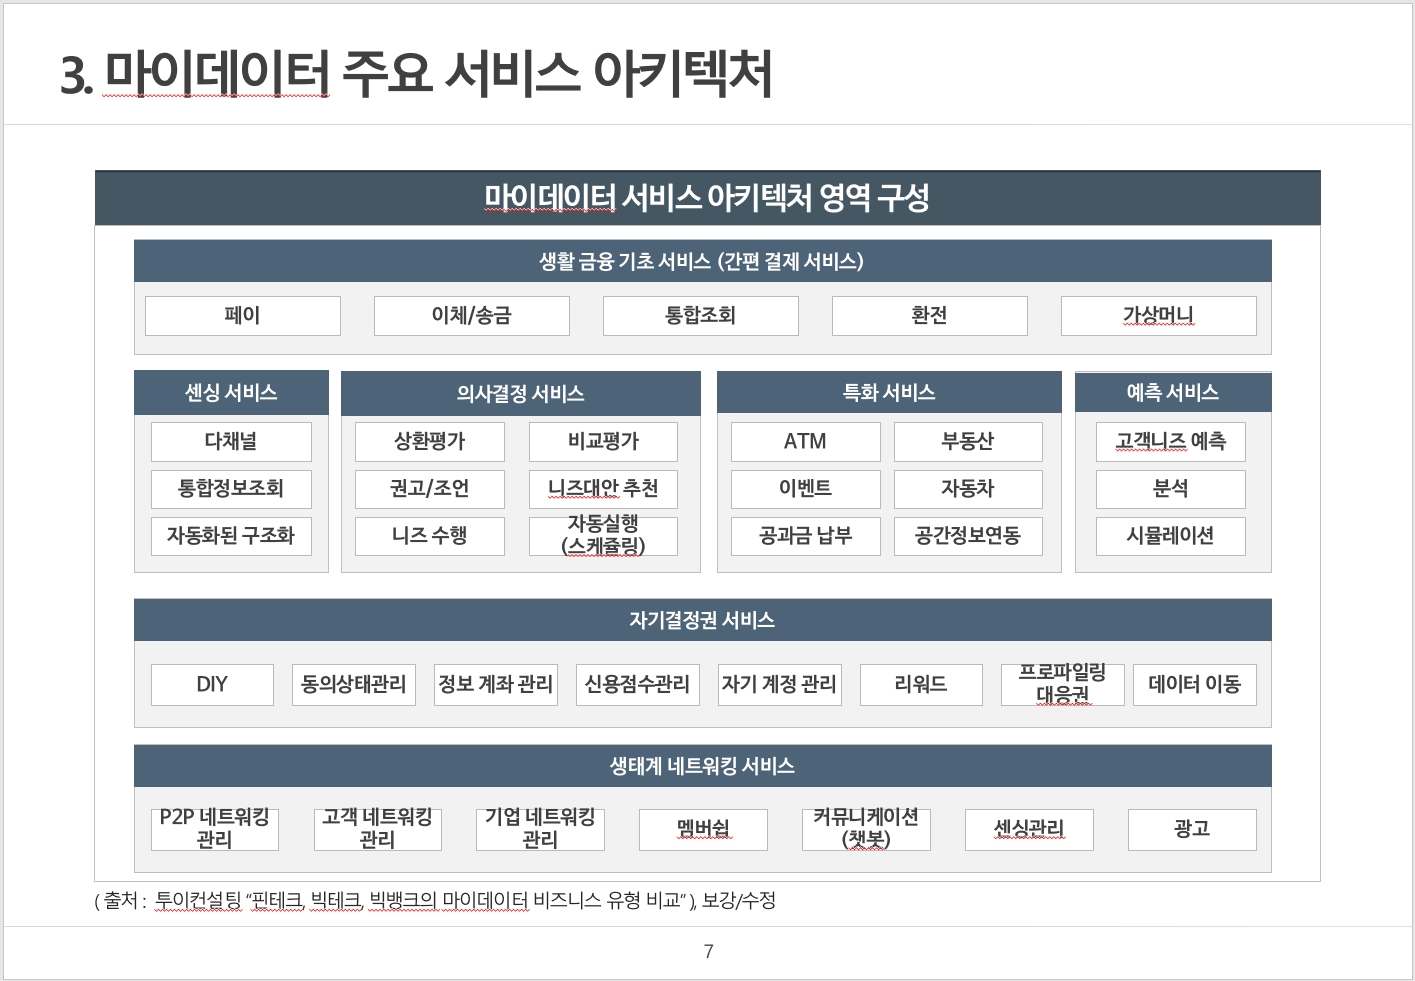 3. 마이데이터 주요 서비스 아키텍처
마이데이터 서비스 아키텍처 영역 구성
생활 금융 기초 서비스 (간편 결제 서비스)
페이
이체/송금
통합조회
환전
가상머니
센싱 서비스
다채널
통합정보조회
자동화된 구조화
의사결정 서비스
상환평가
비교평가
권고/조언
니즈대안 추천
니즈 수행
자동실행
(스케쥴링)
특화 서비스
ATM
부동산
이벤트
자동차
공과금 납부
공간정보연동
예측 서비스
고객니즈 예측
분석
시뮬레이션
자기결정권 서비스
DIY
동의상태관리
정보 계좌 관리
신용점수관리
자기 계정 관리
리워드
프로파일링
대응권
데이터 이동
생태계 네트워킹 서비스
P2P 네트워킹
관리
고객 네트워킹
관리
기업 네트워킹
관리
멤버쉽
커뮤니케이션
(챗봇)
센싱관리
광고
( 출처 : 투이컨설팅 “핀테크, 빅테크, 빅뱅크의 마이데이터 비즈니스 유형 비교” ), 보강/수정
7